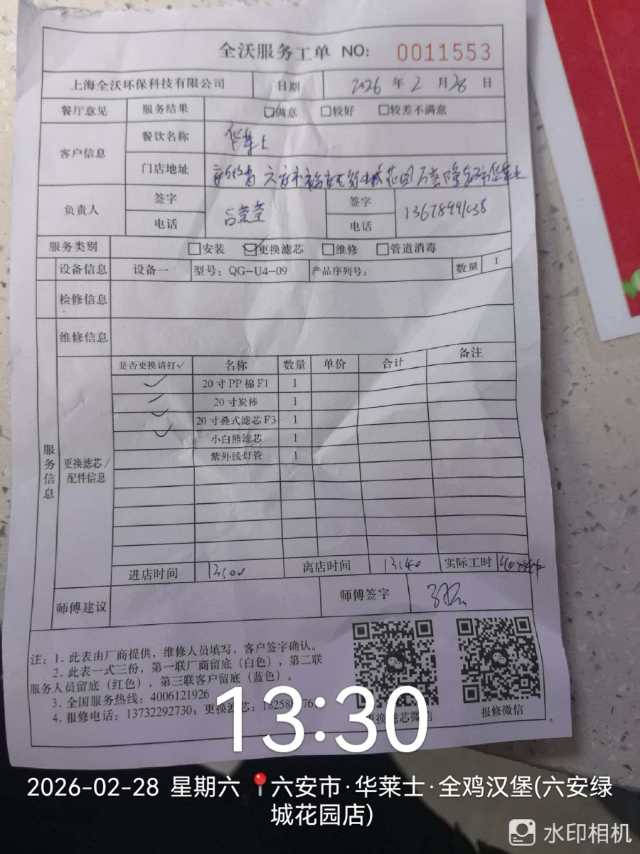 全沃服务工单 NO: 0011553
上海全沃环保科技有限公司 日期 2026 年 2 月 28 日
餐厅意见 服务结果 满意 较好 较差不满意
客户信息 餐饮名称 华莱士
门店地址 六安市
负责人 签字 签字
电话 电话
服务类别 安装 更换滤芯 维修 管道消毒
设备信息 设备一 型号：QG-U4-09 产品序列号： 数量 1
检修信息
维修信息
服务信息
更换滤芯/配件信息
是否更换请打✓ 名称 数量 单价 合计 备注
✓ 20寸PP棉F1 1
✓ 20寸炭棒 1
✓ 20寸叠式滤芯F3 1
小白熊滤芯 1
紫外线灯管 1
进店时间 13:00 离店时间 13:40 实际工时
师傅建议 师傅签字
注：1. 此表由厂商提供，维修人员填写，客户签字确认。
2. 此表一式三份，第一联厂商留底（白色），第二联
服务人员留底（红色），第三联客户留底（蓝色）。
3. 全国服务热线：4006121926
4. 报修电话：13732292730；更换滤芯：
报修微信
13:30
2026-02-28 星期六 六安市·华莱士·全鸡汉堡(六安绿
城花园店)
水印相机